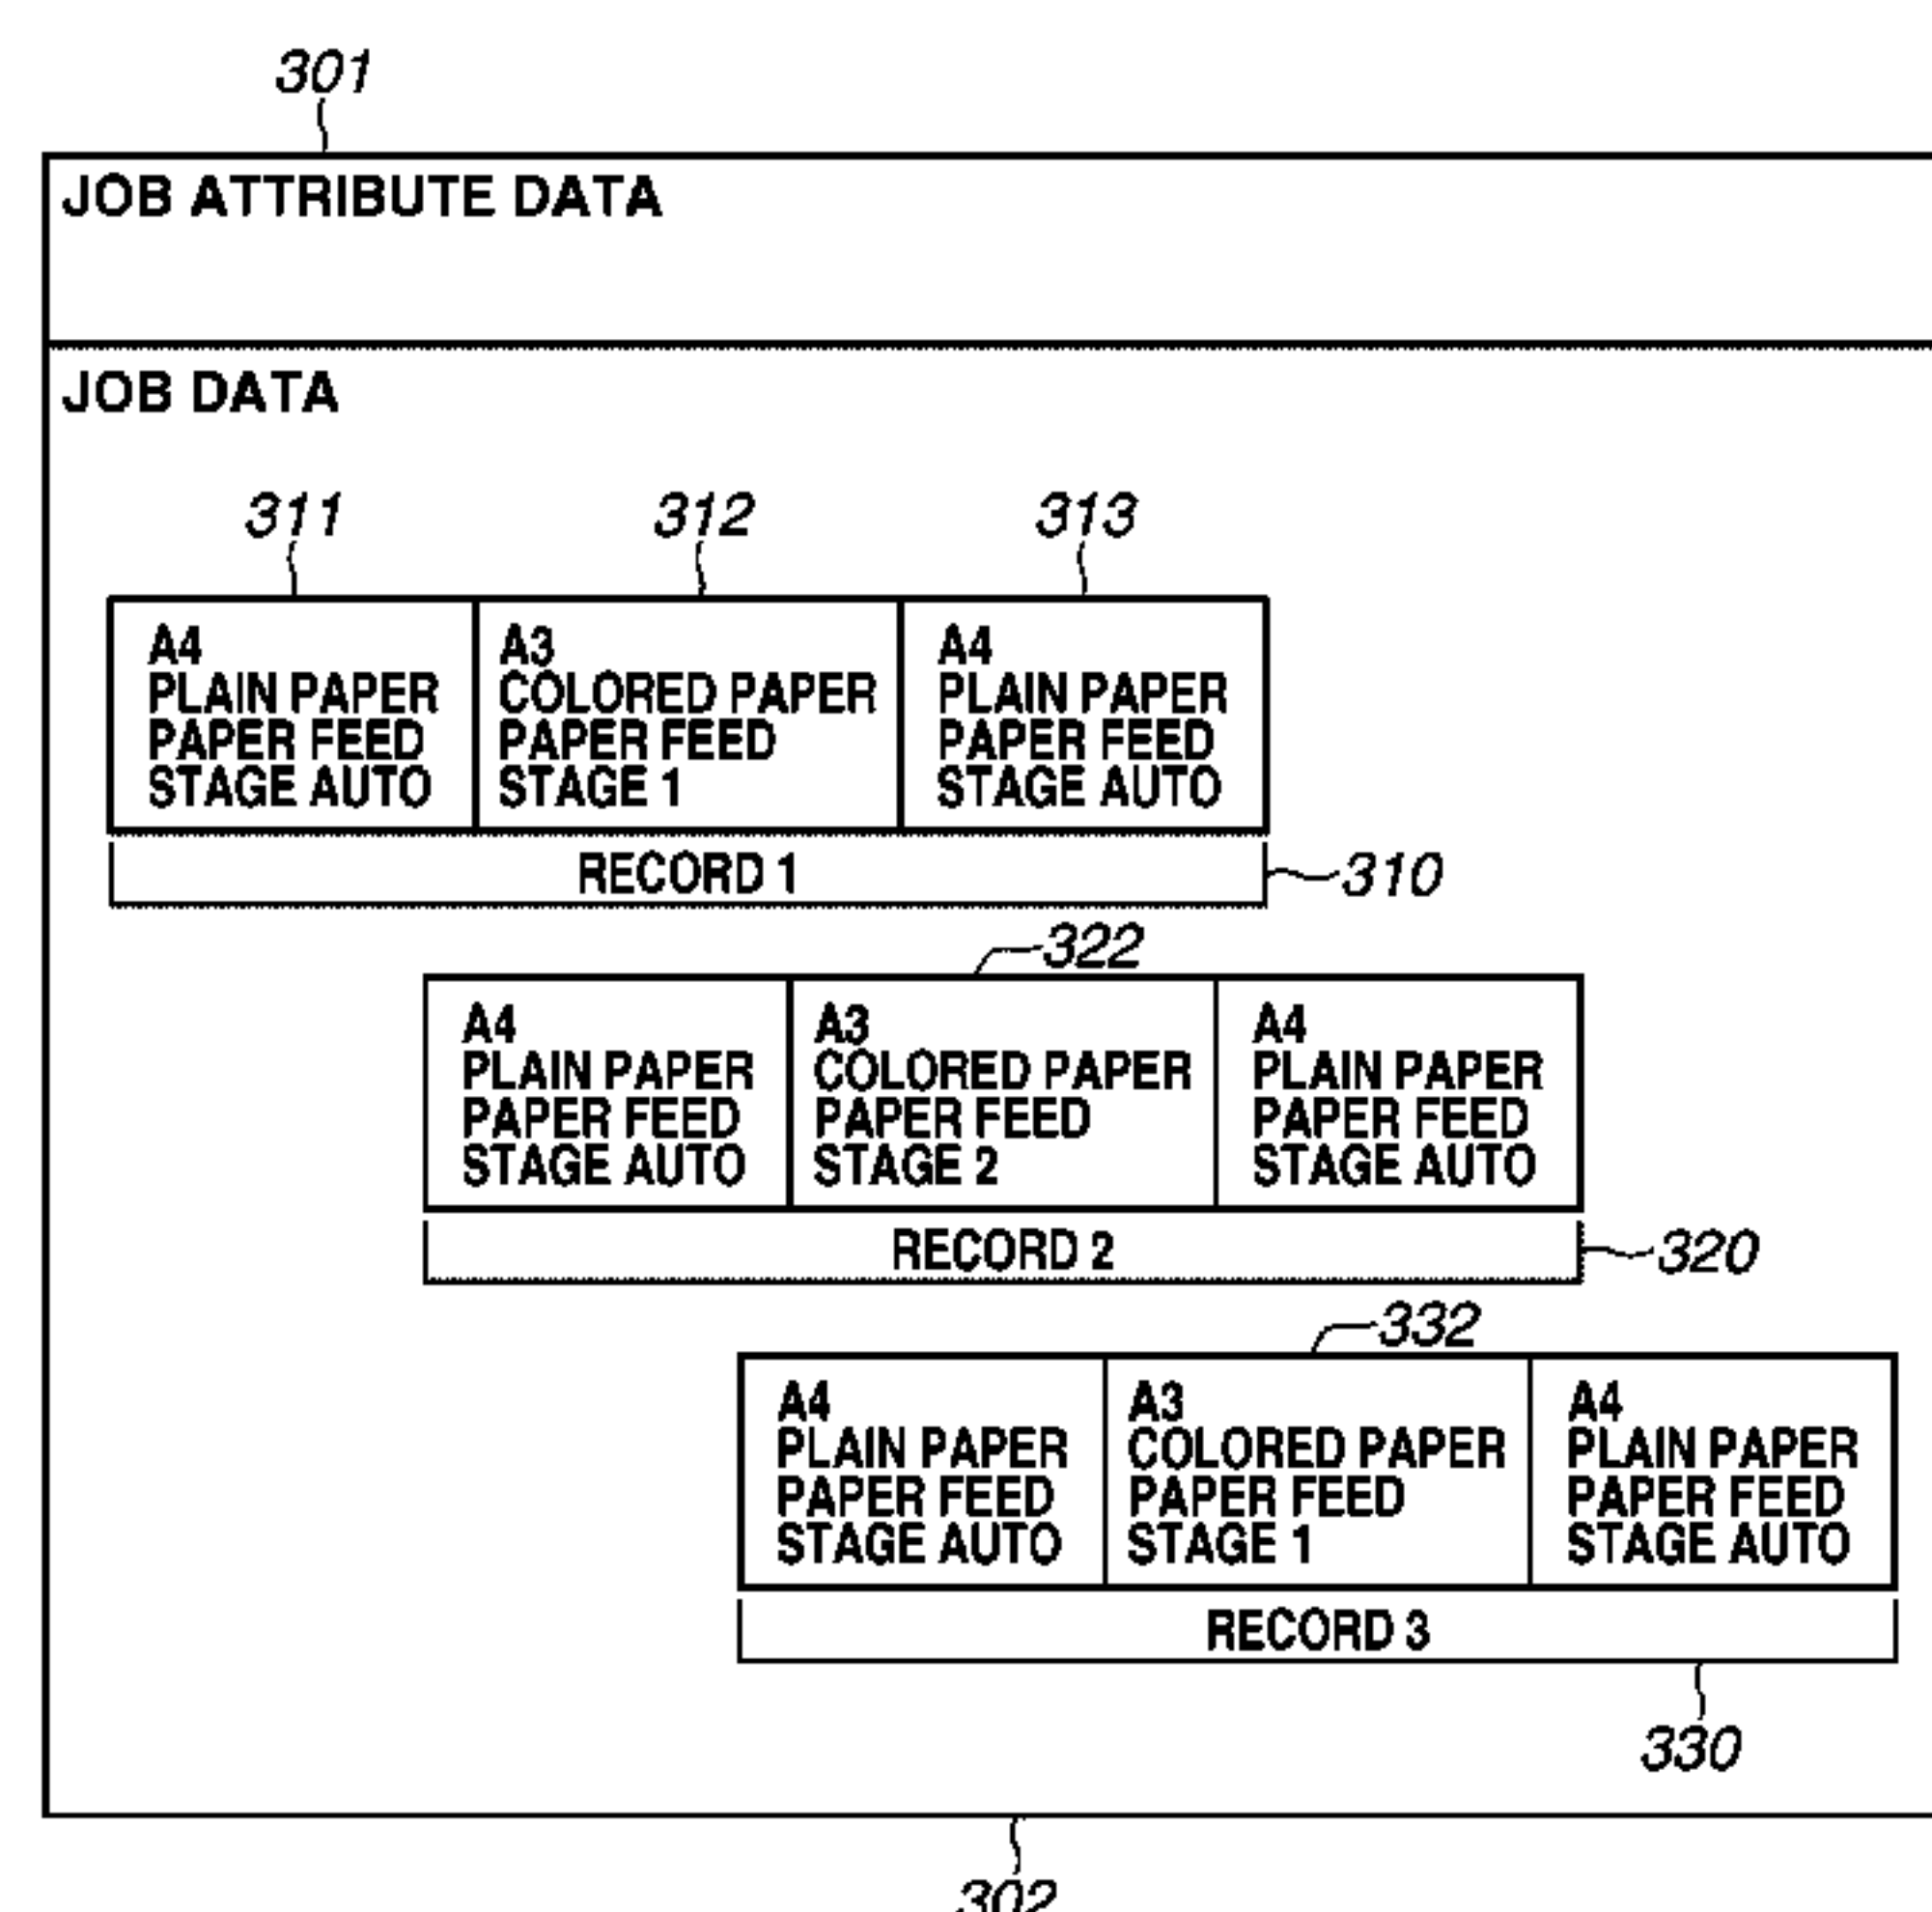 301
JOB ATTRIBUTE DATA
JOB DATA
311
312
313
A4
PLAIN PAPER
PAPER FEED
STAGE AUTO
A3
COLORED PAPER
PAPER FEED
STAGE 1
A4
PLAIN PAPER
PAPER FEED
STAGE AUTO
RECORD 1
310
322
A4
PLAIN PAPER
PAPER FEED
STAGE AUTO
A3
COLORED PAPER
PAPER FEED
STAGE 2
A4
PLAIN PAPER
PAPER FEED
STAGE AUTO
RECORD 2
320
332
A4
PLAIN PAPER
PAPER FEED
STAGE AUTO
A3
COLORED PAPER
PAPER FEED
STAGE 1
A4
PLAIN PAPER
PAPER FEED
STAGE AUTO
RECORD 3
330
302